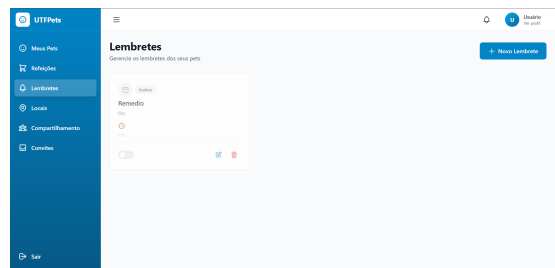 UTFPets
Usuário
Ver perfil
U
Meus Pets
Refeições
Lembretes
Locais
Compartilhamento
Convites
Sair
Lembretes
Gerencie os lembretes dos seus pets
+ Novo Lembrete
Inativo
Remedio
Pet